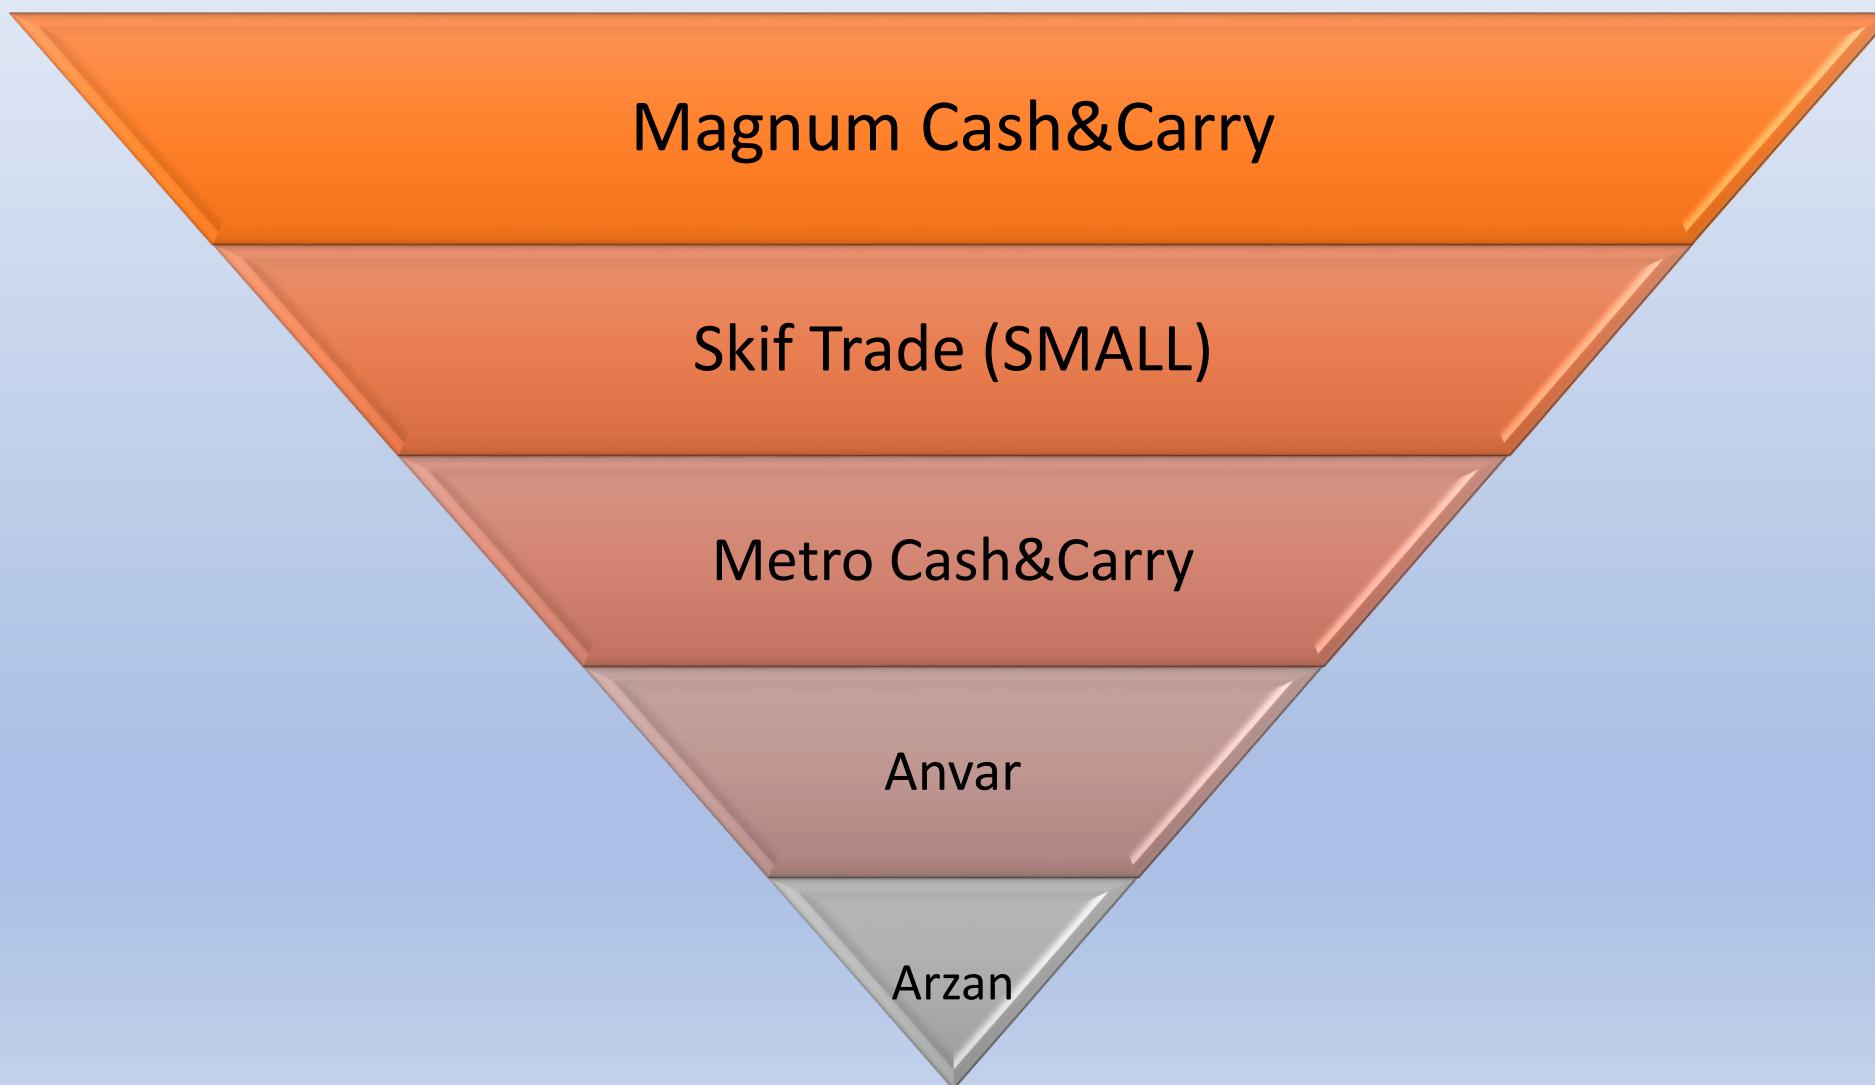 Magnum Cash&Carry
Skif Trade (SMALL)
Metro Cash&Carry
Anvar
Arzan